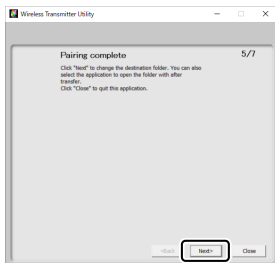 Wireless Transmitter Utility
Pairing complete 5/7
Click "Next" to change the destination folder. You can also
select the application to open the folder with after
transfer.
Click "Close" to quit this application.
<Back Next> Close